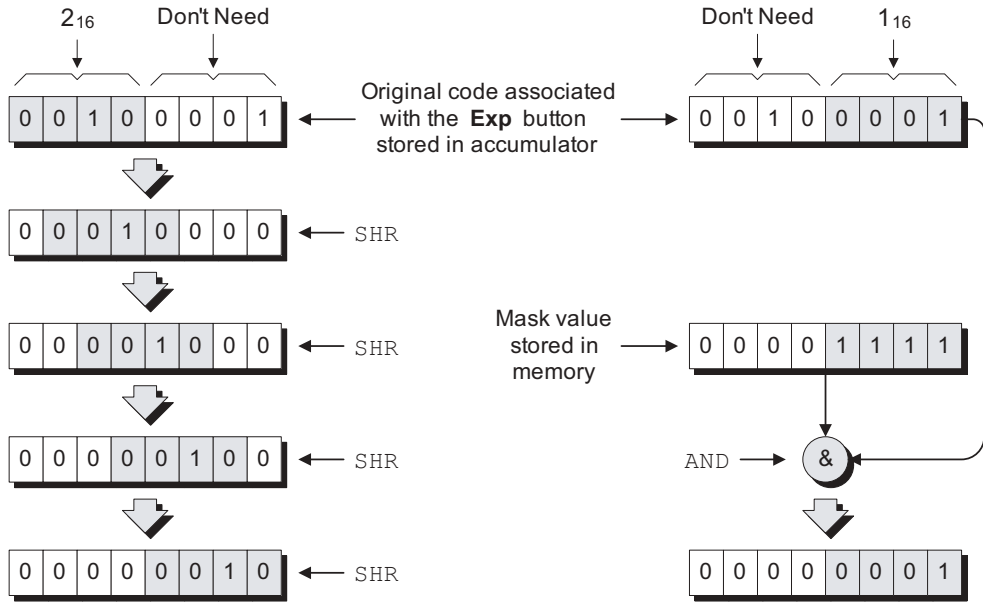 2₁₆ Don't Need Don't Need 1₁₆
0 0 1 0 0 0 0 1
Original code associated
with the Exp button
stored in accumulator
0 0 1 0 0 0 0 1
0 0 0 1 0 0 0 0
SHR
0 0 0 0 1 0 0 0
SHR
Mask value
stored in
memory
0 0 0 0 1 1 1 1
0 0 0 0 0 1 0 0
SHR
AND
&
0 0 0 0 0 0 1 0
SHR
0 0 0 0 0 0 0 1